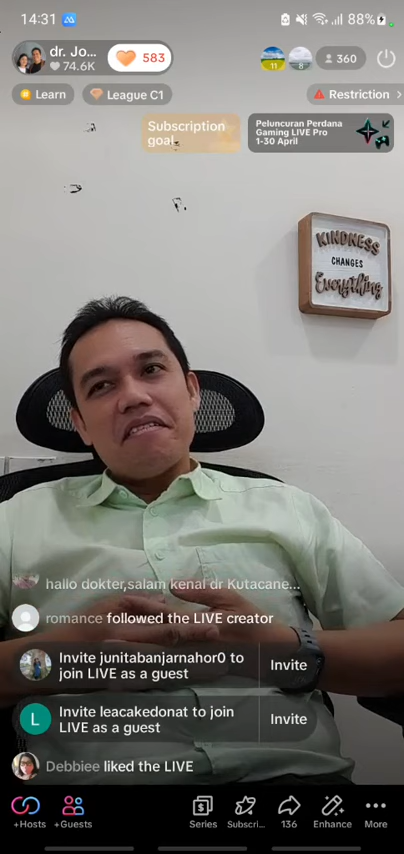 14:31
88%
dr. Jo...
74.6K
583
11
8
360
Learn
League C1
Restriction
Subscription
goal
Peluncuran Perdana
Gaming LIVE Pro
1-30 April
KINDNESS
CHANGES
Everything
hallo dokter,salam kenal dr Kutacane...
romance followed the LIVE creator
Invite junitabanjarnahor0 to
join LIVE as a guest
Invite
L
Invite leacakedonat to join
LIVE as a guest
Invite
Debbiee liked the LIVE
+Hosts
+Guests
Series
Subscri...
136
Enhance
More